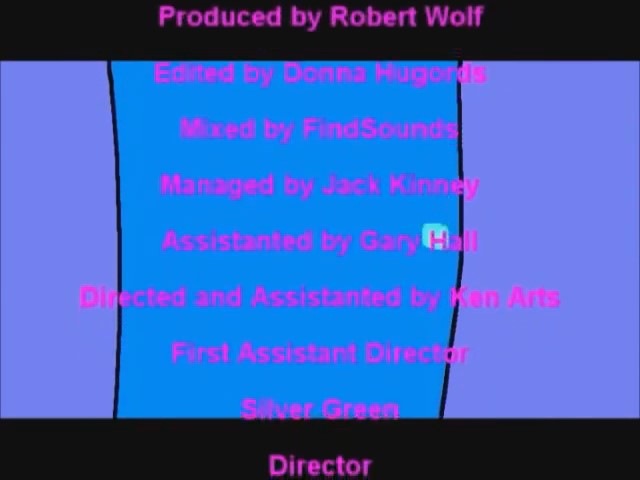 Produced by Robert Wolf
Edited by Donna Hugords
Mixed by FindSounds
Managed by Jack Kinney
Assistanted by Gary Hall
Directed and Assistanted by Ken Arts
First Assistant Director
Silver Green
Director